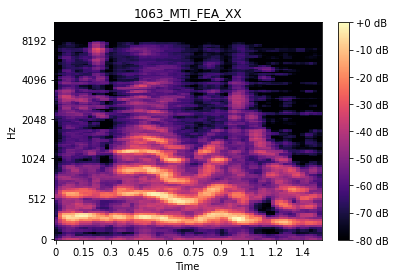 1063_MTI_FEA_XX
8192
4096
2048
1024
512
0
Hz
0 0.15 0.3 0.45 0.6 0.75 0.9 1.1 1.2 1.4
Time
+0 dB
-10 dB
-20 dB
-30 dB
-40 dB
-50 dB
-60 dB
-70 dB
-80 dB